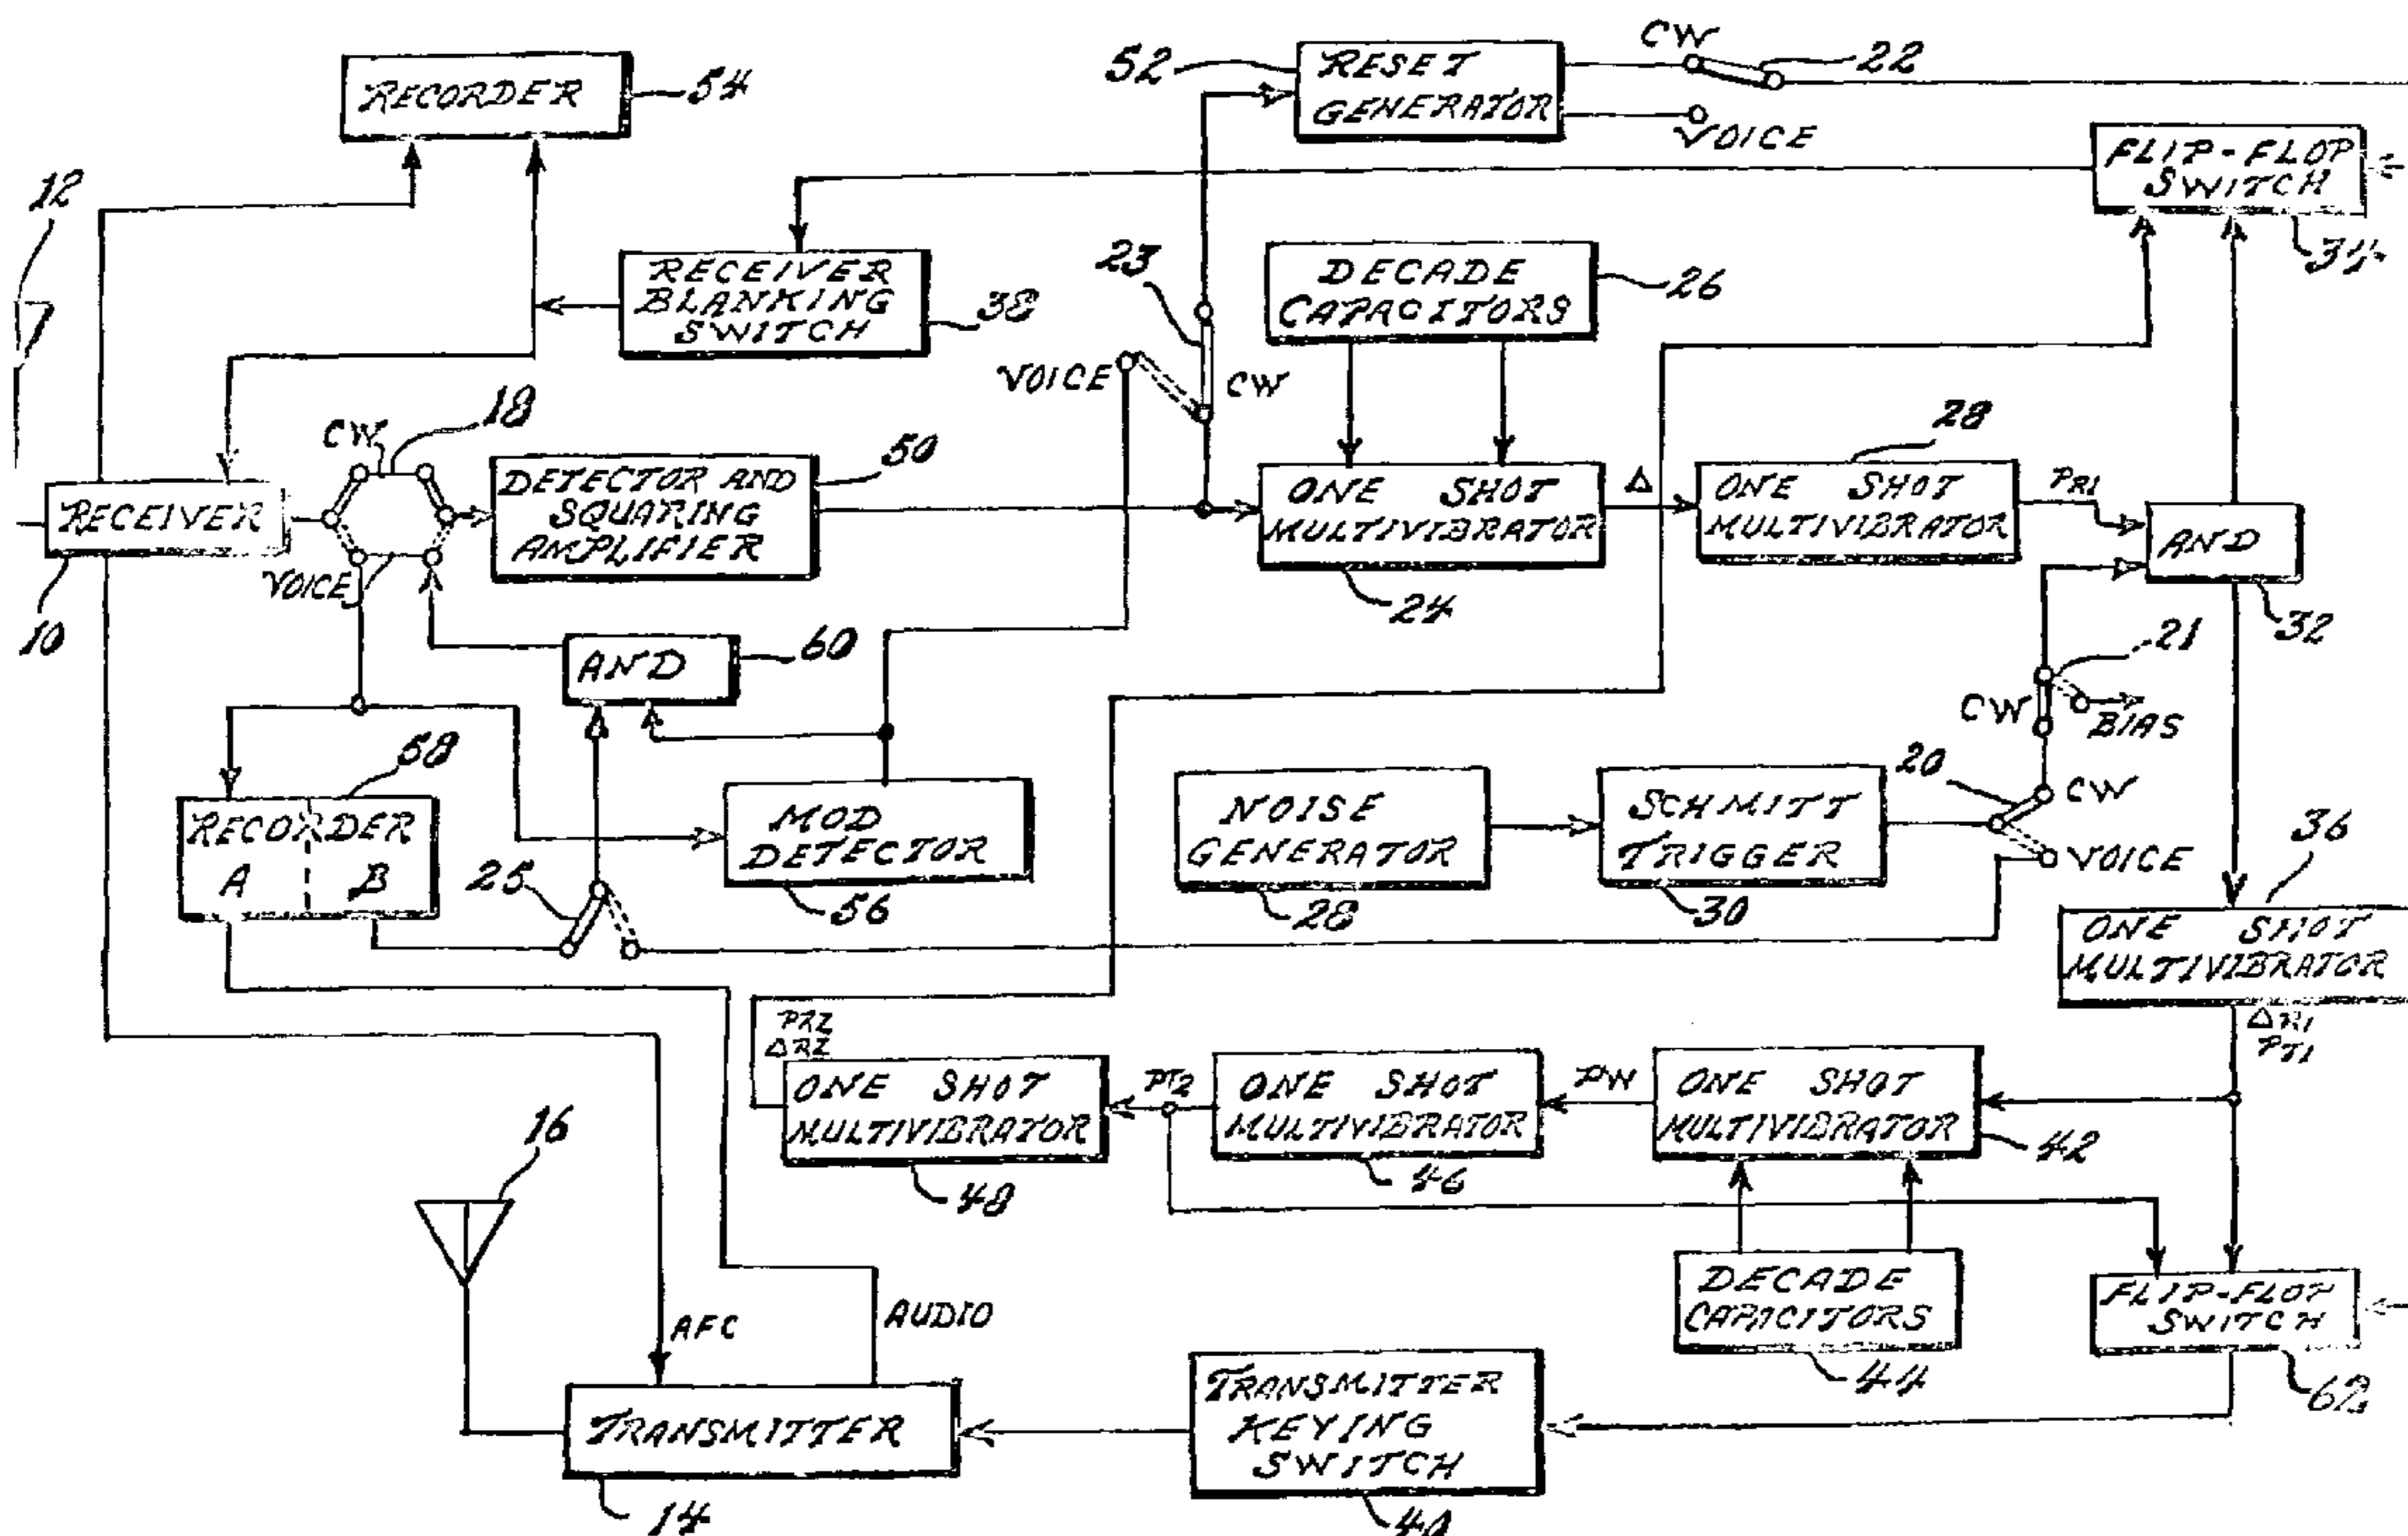 RECORDER
54
52
RESET
GENERATOR
CW
22
VOICE
FLIP-FLOP
SWITCH
34
12
RECEIVER
BLANKING
SWITCH
38
23
VOICE
CW
DECADE
CAPACITORS
26
CW
18
RECEIVER
10
VOICE
DETECTOR AND
SQUARING
AMPLIFIER
50
ONE SHOT
MULTIVIBRATOR
24
Δ
ONE SHOT
MULTIVIBRATOR
28
PR1
AND
32
AND
60
21
CW
BIAS
RECORDER
A
B
58
25
MOD
DETECTOR
56
NOISE
GENERATOR
28
SCHMITT
TRIGGER
30
20
CW
VOICE
36
ONE SHOT
MULTIVIBRATOR
ΔR1
PT1
PR2
ΔR2
ONE SHOT
MULTIVIBRATOR
48
PT2
ONE SHOT
MULTIVIBRATOR
46
PW
ONE SHOT
MULTIVIBRATOR
42
16
AFC
AUDIO
DECADE
CAPACITORS
44
FLIP-FLOP
SWITCH
62
TRANSMITTER
14
TRANSMITTER
KEYING
SWITCH
40